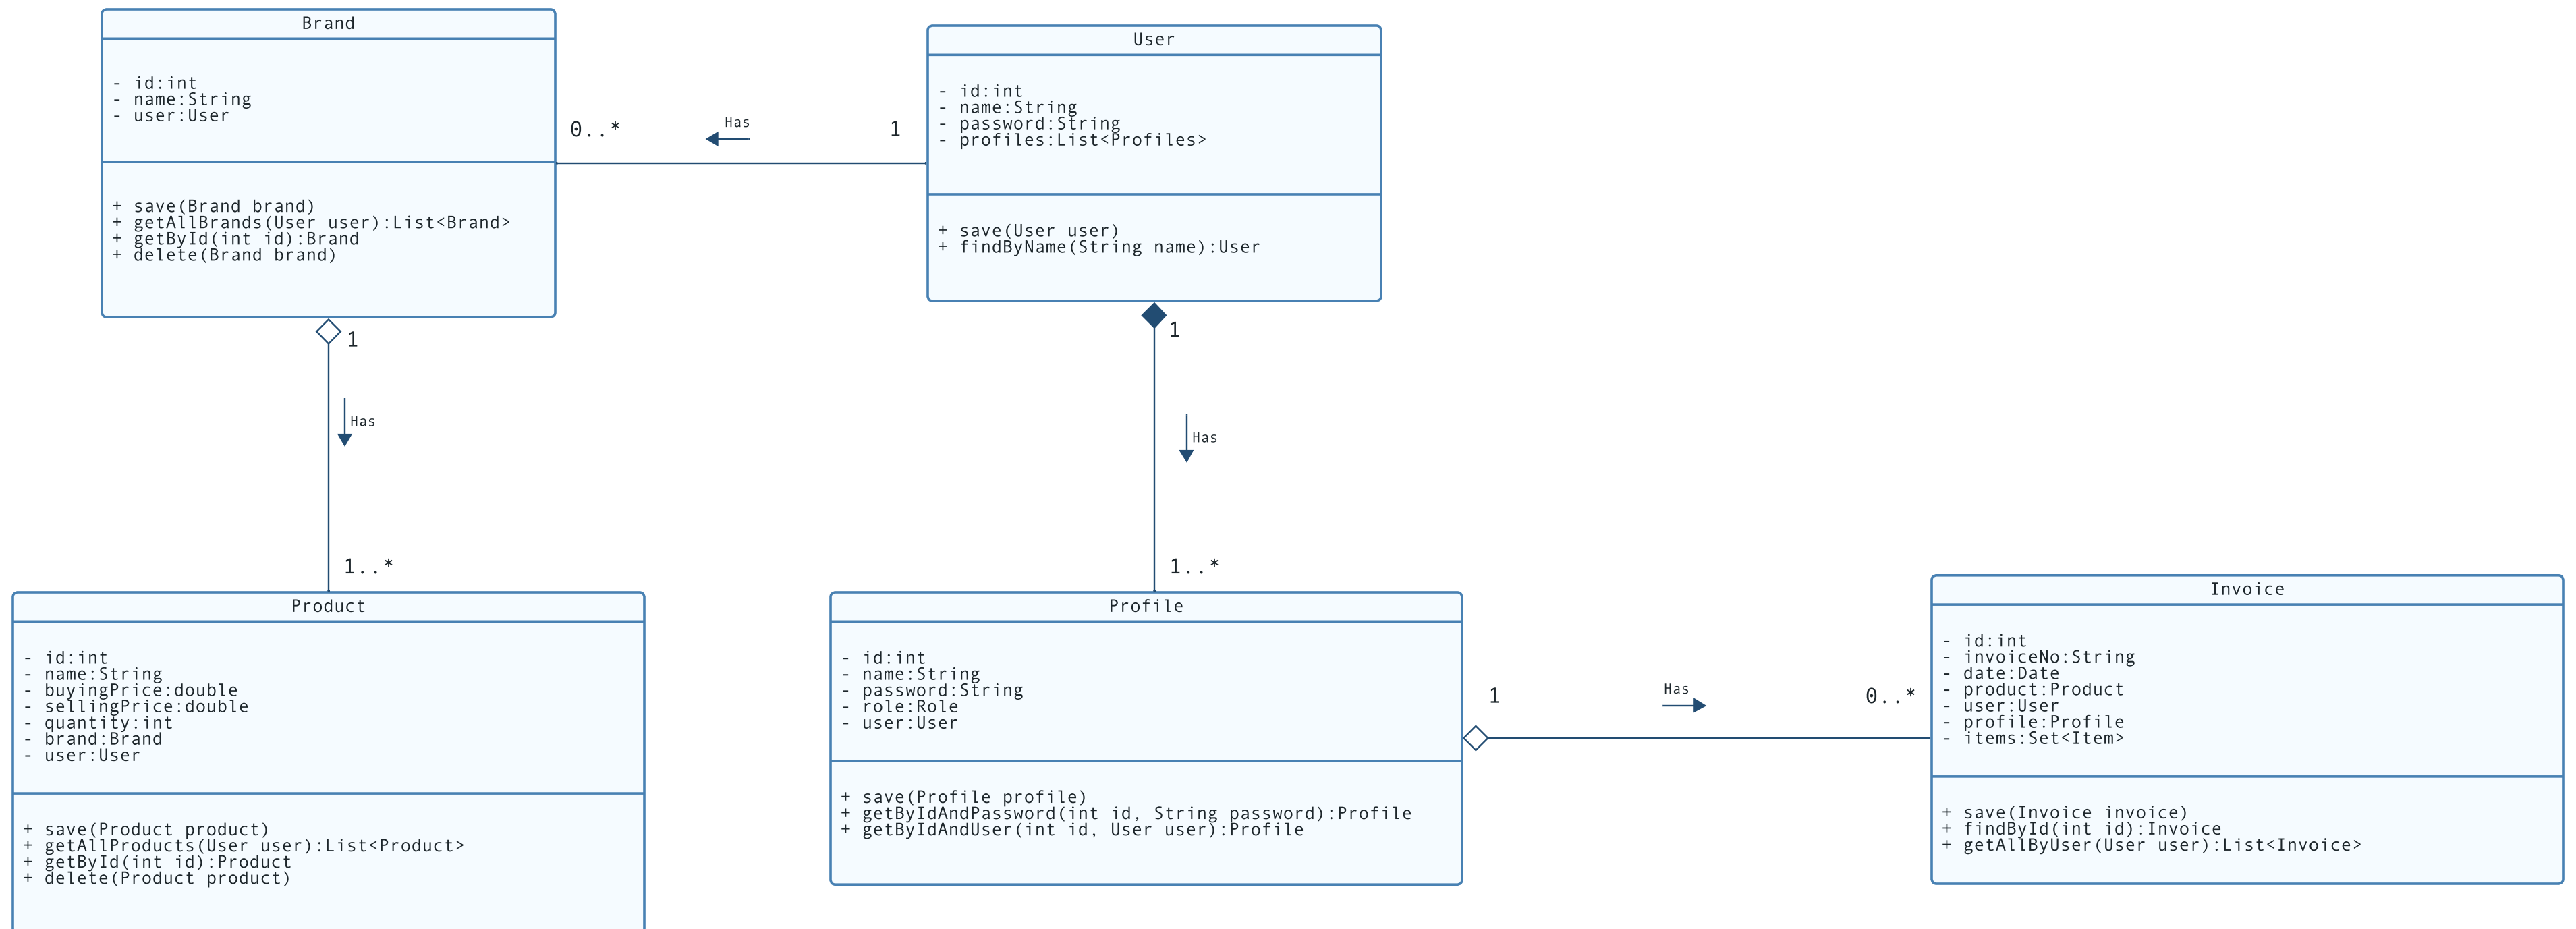 Brand
- id:int
- name:String
- user:User
+ save(Brand brand)
+ getAllBrands(User user):List<Brand>
+ getById(int id):Brand
+ delete(Brand brand)
0..*
Has
1
User
- id:int
- name:String
- password:String
- profiles:List<Profiles>
+ save(User user)
+ findByName(String name):User
1
Has
1..*
1
Has
1..*
Product
- id:int
- name:String
- buyingPrice:double
- sellingPrice:double
- quantity:int
- brand:Brand
- user:User
+ save(Product product)
+ getAllProducts(User user):List<Product>
+ getById(int id):Product
+ delete(Product product)
Profile
- id:int
- name:String
- password:String
- role:Role
- user:User
+ save(Profile profile)
+ getByIdAndPassword(int id, String password):Profile
+ getByIdAndUser(int id, User user):Profile
1
Has
0..*
Invoice
- id:int
- invoiceNo:String
- date:Date
- product:Product
- user:User
- profile:Profile
- items:Set<Item>
+ save(Invoice invoice)
+ findById(int id):Invoice
+ getAllByUser(User user):List<Invoice>